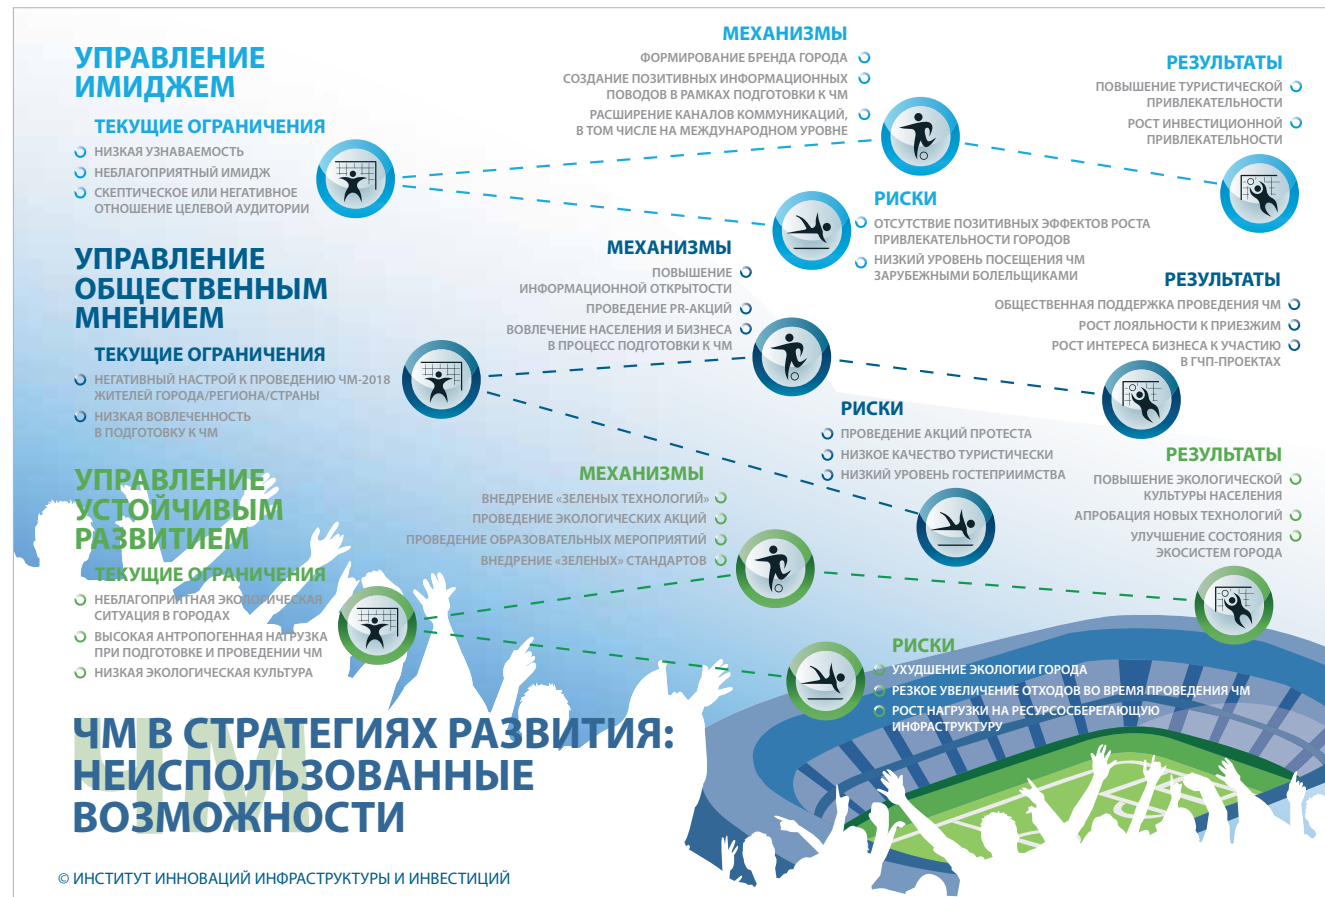 УПРАВЛЕНИЕ
ИМИДЖЕМ
ТЕКУЩИЕ ОГРАНИЧЕНИЯ
НИЗКАЯ УЗНАВАЕМОСТЬ
НЕБЛАГОПРИЯТНЫЙ ИМИДЖ
СКЕПТИЧЕСКОЕ ИЛИ НЕГАТИВНОЕ
ОТНОШЕНИЕ ЦЕЛЕВОЙ АУДИТОРИИ
МЕХАНИЗМЫ
ФОРМИРОВАНИЕ БРЕНДА ГОРОДА
СОЗДАНИЕ ПОЗИТИВНЫХ ИНФОРМАЦИОННЫХ
ПОВОДОВ В РАМКАХ ПОДГОТОВКИ К ЧМ
РАСШИРЕНИЕ КАНАЛОВ КОММУНИКАЦИЙ,
В ТОМ ЧИСЛЕ НА МЕЖДУНАРОДНОМ УРОВНЕ
РЕЗУЛЬТАТЫ
ПОВЫШЕНИЕ ТУРИСТИЧЕСКОЙ
ПРИВЛЕКАТЕЛЬНОСТИ
РОСТ ИНВЕСТИЦИОННОЙ
ПРИВЛЕКАТЕЛЬНОСТИ
РИСКИ
ОТСУТСТВИЕ ПОЗИТИВНЫХ ЭФФЕКТОВ РОСТА
ПРИВЛЕКАТЕЛЬНОСТИ ГОРОДОВ
НИЗКИЙ УРОВЕНЬ ПОСЕЩЕНИЯ ЧМ
ЗАРУБЕЖНЫМИ БОЛЕЛЬЩИКАМИ
УПРАВЛЕНИЕ
ОБЩЕСТВЕННЫМ
МНЕНИЕМ
ТЕКУЩИЕ ОГРАНИЧЕНИЯ
НЕГАТИВНЫЙ НАСТРОЙ К ПРОВЕДЕНИЮ ЧМ-2018
ЖИТЕЛЕЙ ГОРОДА/РЕГИОНА/СТРАНЫ
НИЗКАЯ ВОВЛЕЧЕННОСТЬ
В ПОДГОТОВКУ К ЧМ
МЕХАНИЗМЫ
ПОВЫШЕНИЕ
ИНФОРМАЦИОННОЙ ОТКРЫТОСТИ
ПРОВЕДЕНИЕ PR-АКЦИЙ
ВОВЛЕЧЕНИЕ НАСЕЛЕНИЯ И БИЗНЕСА
В ПРОЦЕСС ПОДГОТОВКИ К ЧМ
РЕЗУЛЬТАТЫ
ОБЩЕСТВЕННАЯ ПОДДЕРЖКА ПРОВЕДЕНИЯ ЧМ
РОСТ ЛОЯЛЬНОСТИ К ПРИЕЗЖИМ
РОСТ ИНТЕРЕСА БИЗНЕСА К УЧАСТИЮ
В ГЧП-ПРОЕКТАХ
РИСКИ
ПРОВЕДЕНИЕ АКЦИЙ ПРОТЕСТА
НИЗКОЕ КАЧЕСТВО ТУРИСТИЧЕСКИ
НИЗКИЙ УРОВЕНЬ ГОСТЕПРИИМСТВА
УПРАВЛЕНИЕ
УСТОЙЧИВЫМ
РАЗВИТИЕМ
ТЕКУЩИЕ ОГРАНИЧЕНИЯ
НЕБЛАГОПРИЯТНАЯ ЭКОЛОГИЧЕСКАЯ
СИТУАЦИЯ В ГОРОДАХ
ВЫСОКАЯ АНТРОПОГЕННАЯ НАГРУЗКА
ПРИ ПОДГОТОВКЕ И ПРОВЕДЕНИИ ЧМ
НИЗКАЯ ЭКОЛОГИЧЕСКАЯ КУЛЬТУРА
МЕХАНИЗМЫ
ВНЕДРЕНИЕ «ЗЕЛЕНЫХ ТЕХНОЛОГИЙ»
ПРОВЕДЕНИЕ ЭКОЛОГИЧЕСКИХ АКЦИЙ
ПРОВЕДЕНИЕ ОБРАЗОВАТЕЛЬНЫХ МЕРОПРИЯТИЙ
ВНЕДРЕНИЕ «ЗЕЛЕНЫХ» СТАНДАРТОВ
РЕЗУЛЬТАТЫ
ПОВЫШЕНИЕ ЭКОЛОГИЧЕСКОЙ
КУЛЬТУРЫ НАСЕЛЕНИЯ
АПРОБАЦИЯ НОВЫХ ТЕХНОЛОГИЙ
УЛУЧШЕНИЕ СОСТОЯНИЯ
ЭКОСИСТЕМ ГОРОДА
РИСКИ
УХУДШЕНИЕ ЭКОЛОГИИ ГОРОДА
РЕЗКОЕ УВЕЛИЧЕНИЕ ОТХОДОВ ВО ВРЕМЯ ПРОВЕДЕНИЯ ЧМ
РОСТ НАГРУЗКИ НА РЕСУРСОСБЕРЕГАЮЩУЮ
ИНФРАСТРУКТУРУ
ЧМ
ЧМ В СТРАТЕГИЯХ РАЗВИТИЯ:
НЕИСПОЛЬЗОВАННЫЕ
ВОЗМОЖНОСТИ
© ИНСТИТУТ ИННОВАЦИЙ ИНФРАСТРУКТУРЫ И ИНВЕСТИЦИЙ